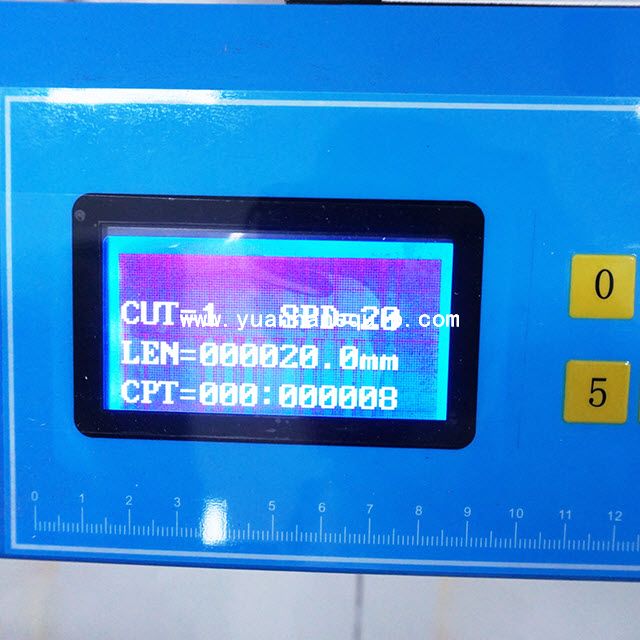 CUT=1 SPD=20
LEN=000020.0mm
CPT=000:000008
0
5
0 1 2 3 5 6 7 8 9 10 11 12